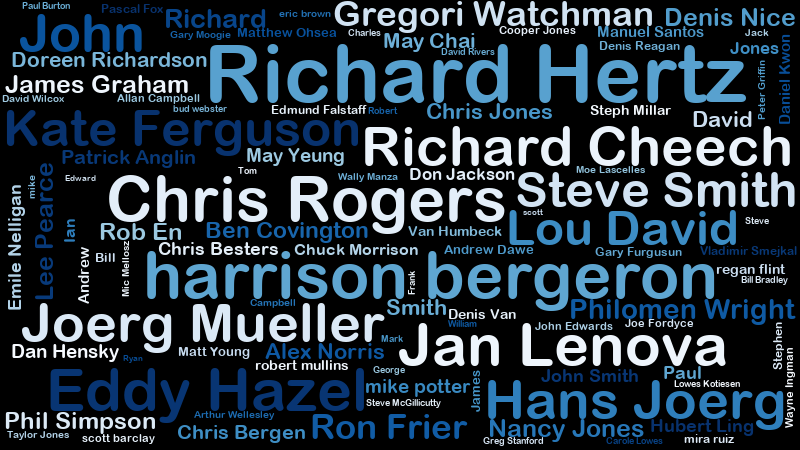 Paul Burton
Pascal Fox
eric brown
Gregori Watchman
Denis Nice
John
Richard
Gary Moogie
Matthew Ohsea
Charles
Cooper Jones
Manuel Santos
Jack
May Chai
Denis Reagan
Jones
David Rivers
Doreen Richardson
Richard Hertz
Peter Griffin
Daniel Kwon
James Graham
David Wilcox
Allan Campbell
bud webster
Edmund Falstaff
Robert
Chris Jones
Steph Millar
David
Kate Ferguson
Richard Cheech
Patrick Anglin
May Yeung
Moe Lascelles
Don Jackson
Tom
Wally Manza
Edward
mike
Lee Pearce
Emile Nelligan
Chris Rogers
Steve Smith
scott
Steve
Ian
Rob En
Ben Covington
Van Humbeck
Lou David
Chris Besters
Chuck Morrison
Andrew Dawe
Gary Furgusun
Vladimir Smejkal
Andrew
Bill
Mic Mellosz
harrison bergeron
regan flint
Bill Bradley
Frank
Campbell
Smith
Denis Van
Philomen Wright
Joerg Mueller
William
John Edwards
Joe Fordyce
Stephen
Mark
Jan Lenova
Dan Hensky
Ryan
Matt Young
Alex Norris
robert mullins
George
Paul
Wayne Ingman
Eddy Hazel
mike potter
James
John Smith
Lowes Kotiesen
Steve McGillicutty
Hans Joerg
Phil Simpson
Arthur Wellesley
Taylor Jones
scott barclay
Chris Bergen
Ron Frier
Nancy Jones
Hubert Ling
Greg Stanford
Carole Lowes
mira ruiz